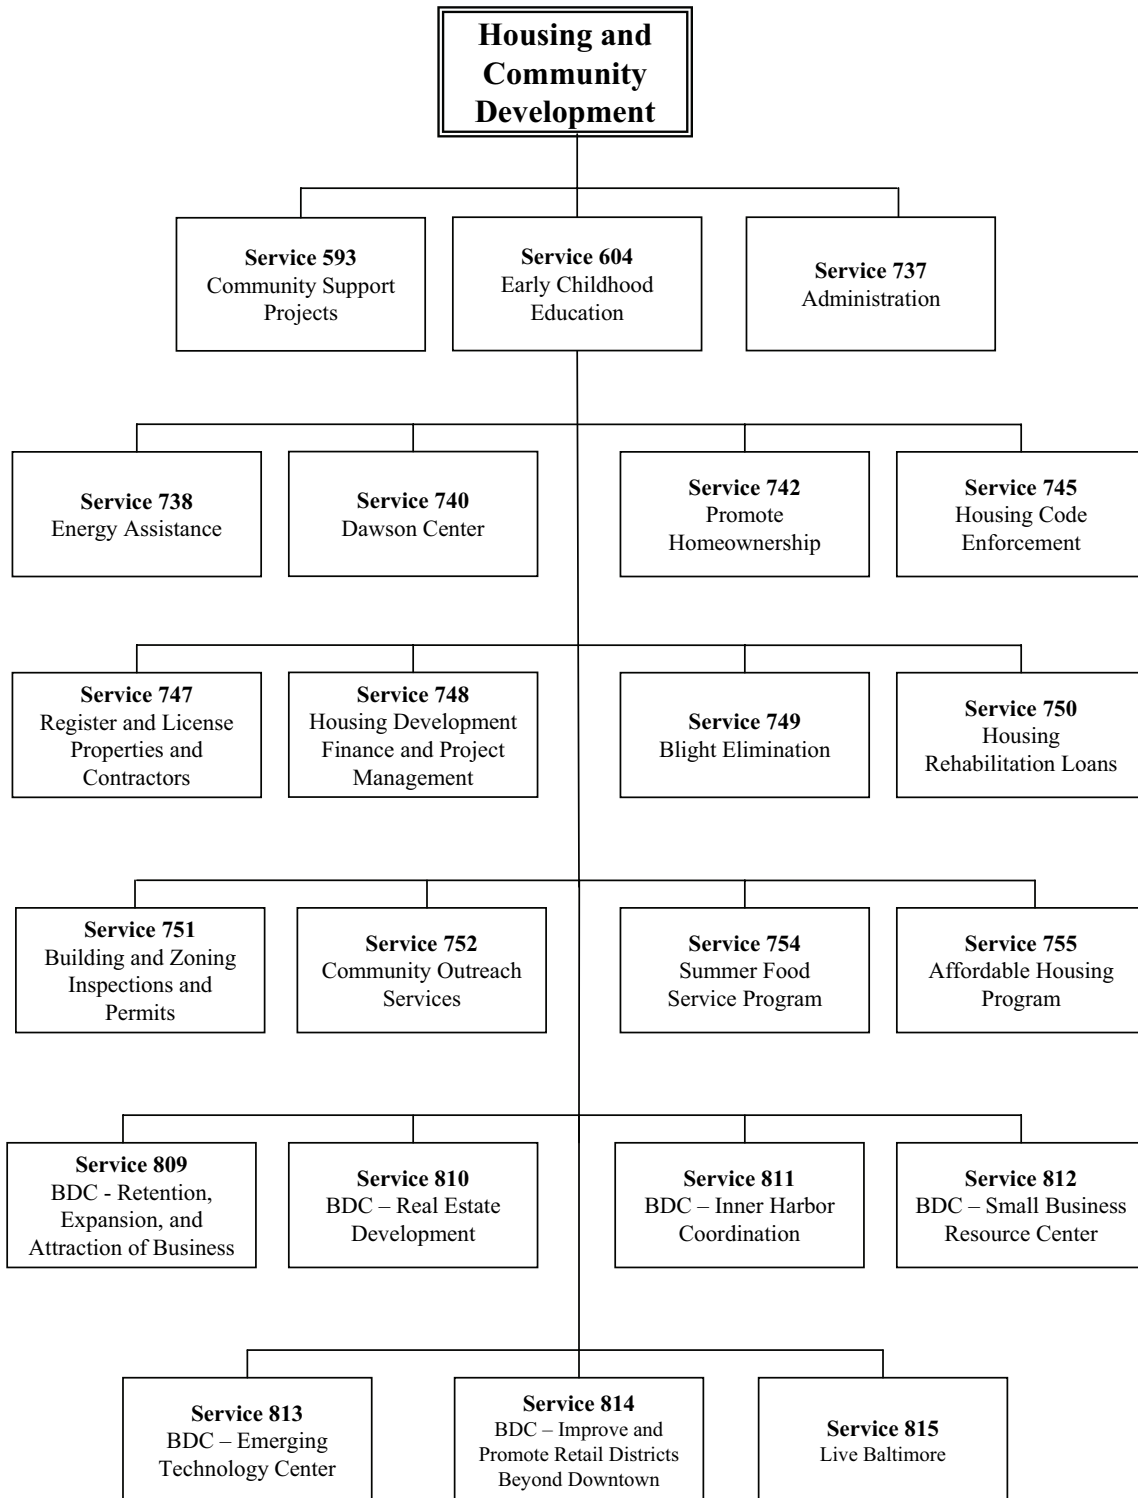 Housing and
Community
Development
Service 593
Community Support
Projects
Service 604
Early Childhood
Education
Service 737
Administration
Service 738
Energy Assistance
Service 740
Dawson Center
Service 742
Promote
Homeownership
Service 745
Housing Code
Enforcement
Service 747
Register and License
Properties and
Contractors
Service 748
Housing Development
Finance and Project
Management
Service 749
Blight Elimination
Service 750
Housing
Rehabilitation Loans
Service 751
Building and Zoning
Inspections and
Permits
Service 752
Community Outreach
Services
Service 754
Summer Food
Service Program
Service 755
Affordable Housing
Program
Service 809
BDC - Retention,
Expansion, and
Attraction of Business
Service 810
BDC – Real Estate
Development
Service 811
BDC – Inner Harbor
Coordination
Service 812
BDC – Small Business
Resource Center
Service 813
BDC – Emerging
Technology Center
Service 814
BDC – Improve and
Promote Retail Districts
Beyond Downtown
Service 815
Live Baltimore